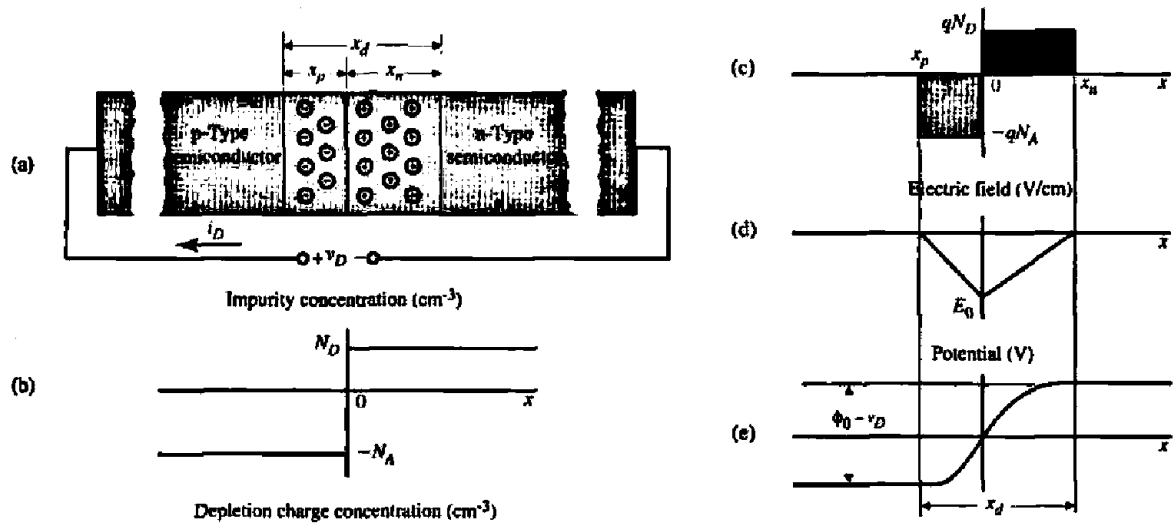 (a)
x_d
x_p x_n
p-Type
semiconductor
n-Type
semiconductor
i_D
+ v_D −
Impurity concentration (cm⁻³)
(b)
N_D
0 x
−N_A
Depletion charge concentration (cm⁻³)
(c)
qN_D
x_p
0 x_n x
−qN_A
Electric field (V/cm)
(d)
x
E_0
Potential (V)
(e)
ϕ_0 − v_D
x
x_d